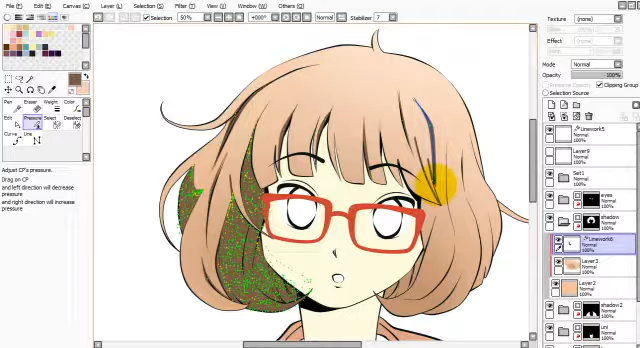 File (F) Edit (E) Canvas (C) Layer (L) Selection (S) Filter (T) View (V) Window (W) Others (O)
Selection 50% +000° Normal Stabilizer 7
Pen Eraser Weight Color
Edit Pressure Select Deselect
Curve Line
Adjust CP's pressure.
Drag on CP
and left direction will decrease
pressure
and right direction will increase
pressure
Texture (none)
Effect (none)
Mode Normal
Opacity 100%
Clipping Group
Selection Source
Linework5
Normal
100%
Layer9
Normal
100%
Set1
Normal
100%
eyes
Normal
100%
shadow
Normal
100%
Linework6
Normal
100%
Layer3
Normal
100%
Layer2
Normal
100%
shadow2
Normal
100%
uni
Normal
100%